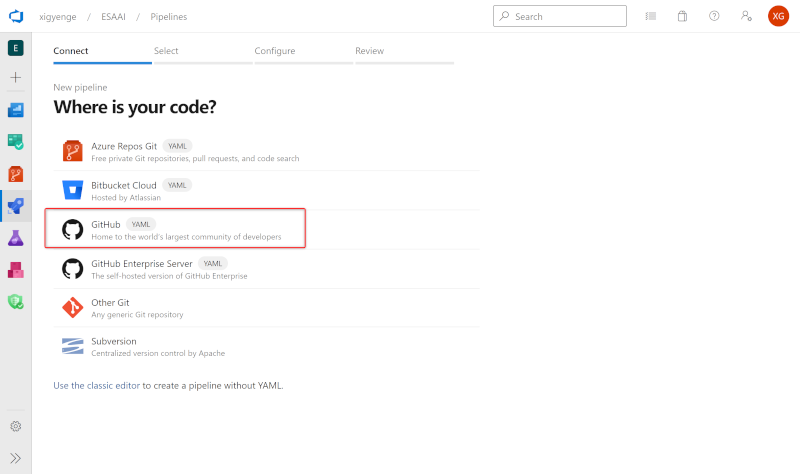 xigyenge / ESAAI / Pipelines
Search
XG
E
Connect
Select
Configure
Review
New pipeline
Where is your code?
Azure Repos Git YAML
Free private Git repositories, pull requests, and code search
Bitbucket Cloud YAML
Hosted by Atlassian
GitHub YAML
Home to the world's largest community of developers
GitHub Enterprise Server YAML
The self-hosted version of GitHub Enterprise
Other Git
Any generic Git repository
Subversion
Centralized version control by Apache
Use the classic editor to create a pipeline without YAML.